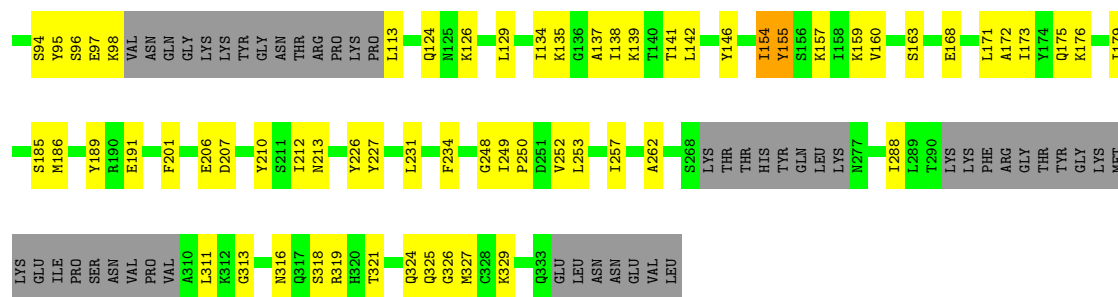 S94 Y95 S96 E97 K98 VAL ASN GLN GLY LYS LYS TYR GLY ASN THR ARG PRO LYS PRO L113 Q124 N125 K126 L129 I134 K135 G136 A137 I138 K139 T140 T141 L142 Y146 I154 Y155 S156 K157 I158 K159 V160 S163 E168 L171 A172 I173 Y174 Q175 K176 I179
S185 M186 Y189 R190 E191 F201 E206 D207 Y210 S211 I212 N213 Y226 Y227 L231 F234 G248 I249 P250 D251 V252 L253 I257 A262 S268 LYS THR THR HIS TYR GLN LEU LYS N277 I288 L289 T290 LYS LYS PHE ARG GLY THR TYR GLY LYS MET
LYS GLU ILE PRO SER ASN VAL PRO VAL A310 L311 K312 G313 N316 Q317 S318 R319 H320 T321 Q324 Q325 G326 M327 C328 K329 Q333 GLU LEU ASN ASN GLU VAL LEU